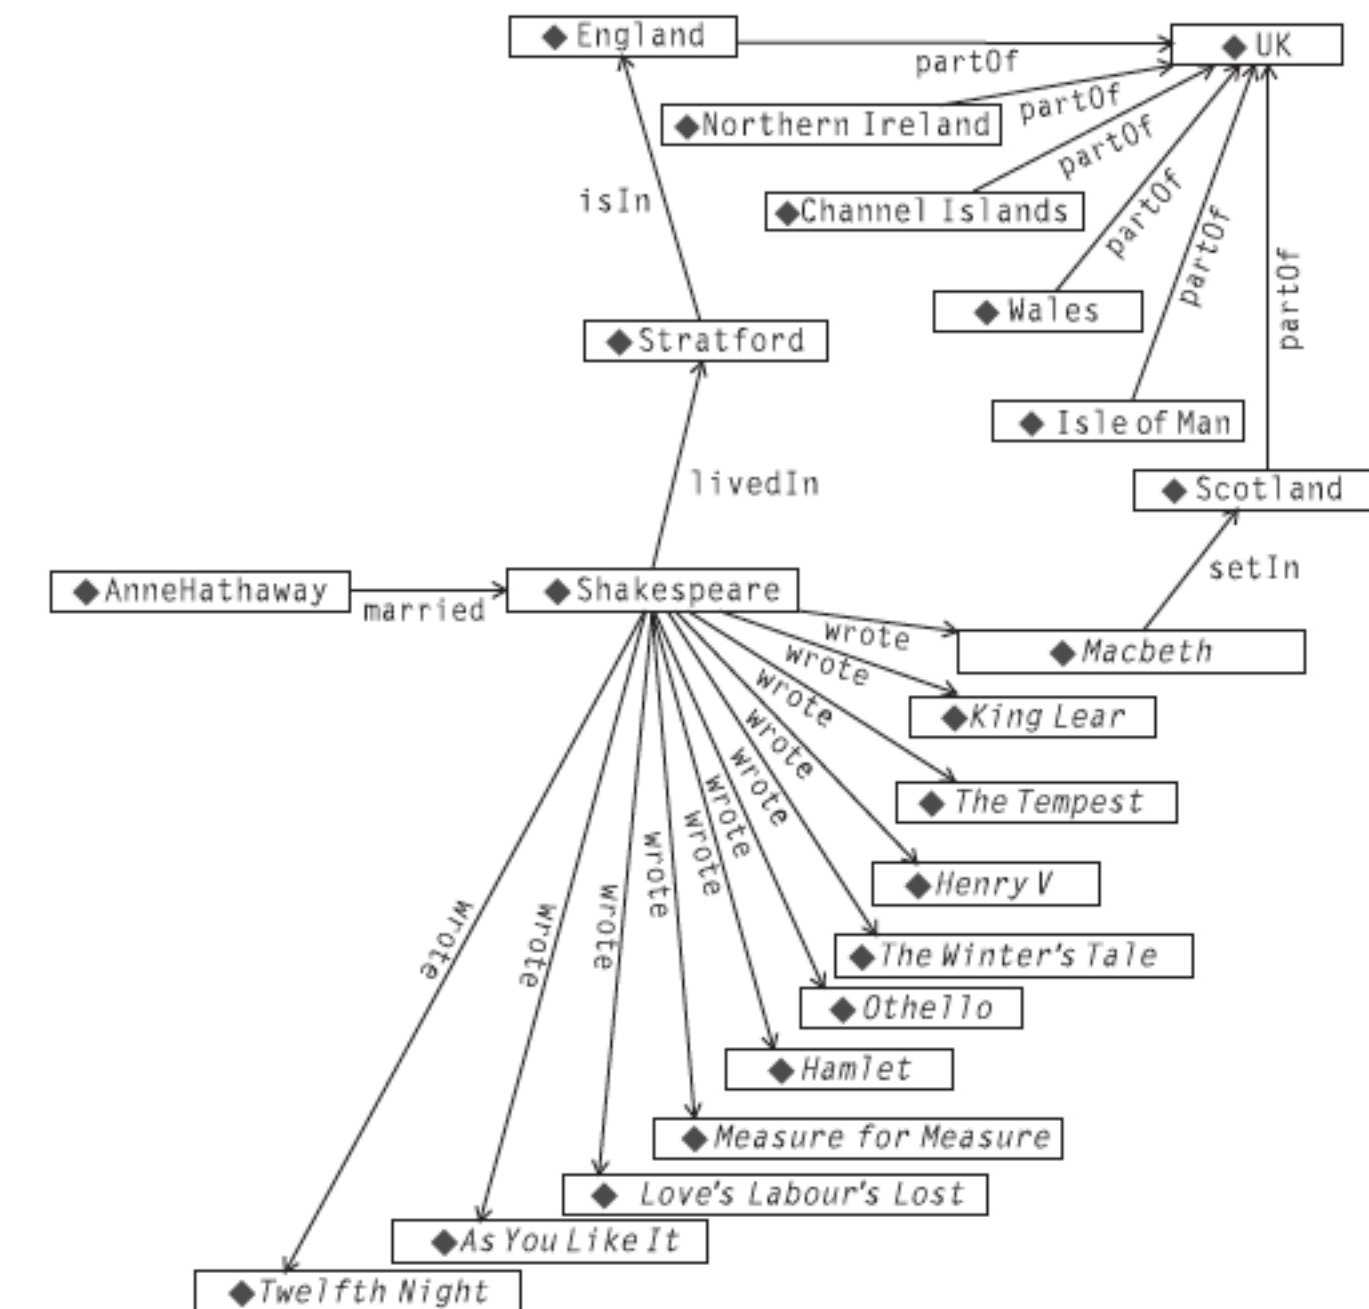 England
UK
partOf
Northern Ireland
partOf
partOf
isIn
Channel Islands
partOf
partOf
partOf
Wales
Stratford
Isle of Man
livedIn
Scotland
setIn
AnneHathaway
married
Shakespeare
wrote
Macbeth
wrote
King Lear
wrote
wrote
The Tempest
wrote
wrote
wrote
wrote
Henry V
wrote
wrote
wrote
The Winter's Tale
Othello
Hamlet
Measure for Measure
Love's Labour's Lost
As You Like It
Twelfth Night